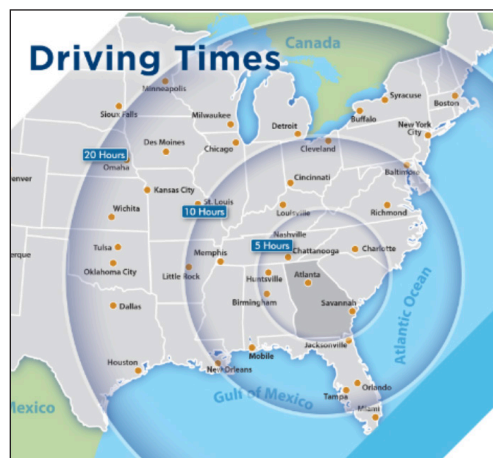 Driving Times
Canada
Minneapolis
Sioux Falls
Milwaukee
Syracuse
Boston
Buffalo
Detroit
New York
City
Des Moines
Chicago
Cleveland
20 Hours
Omaha
Baltimore
Kansas City
St. Louis
Cincinnati
10 Hours
Louisville
Richmond
enver
Wichita
Nashville
5 Hours
Chattanooga
Charlotte
Tulsa
erque
Oklahoma City
Memphis
Little Rock
Huntsville
Atlanta
Birmingham
Savannah
Dallas
Atlantic Ocean
Jacksonville
Mobile
Houston
New Orleans
Orlando
Gulf of Mexico
Tampa
Mexico
Miami